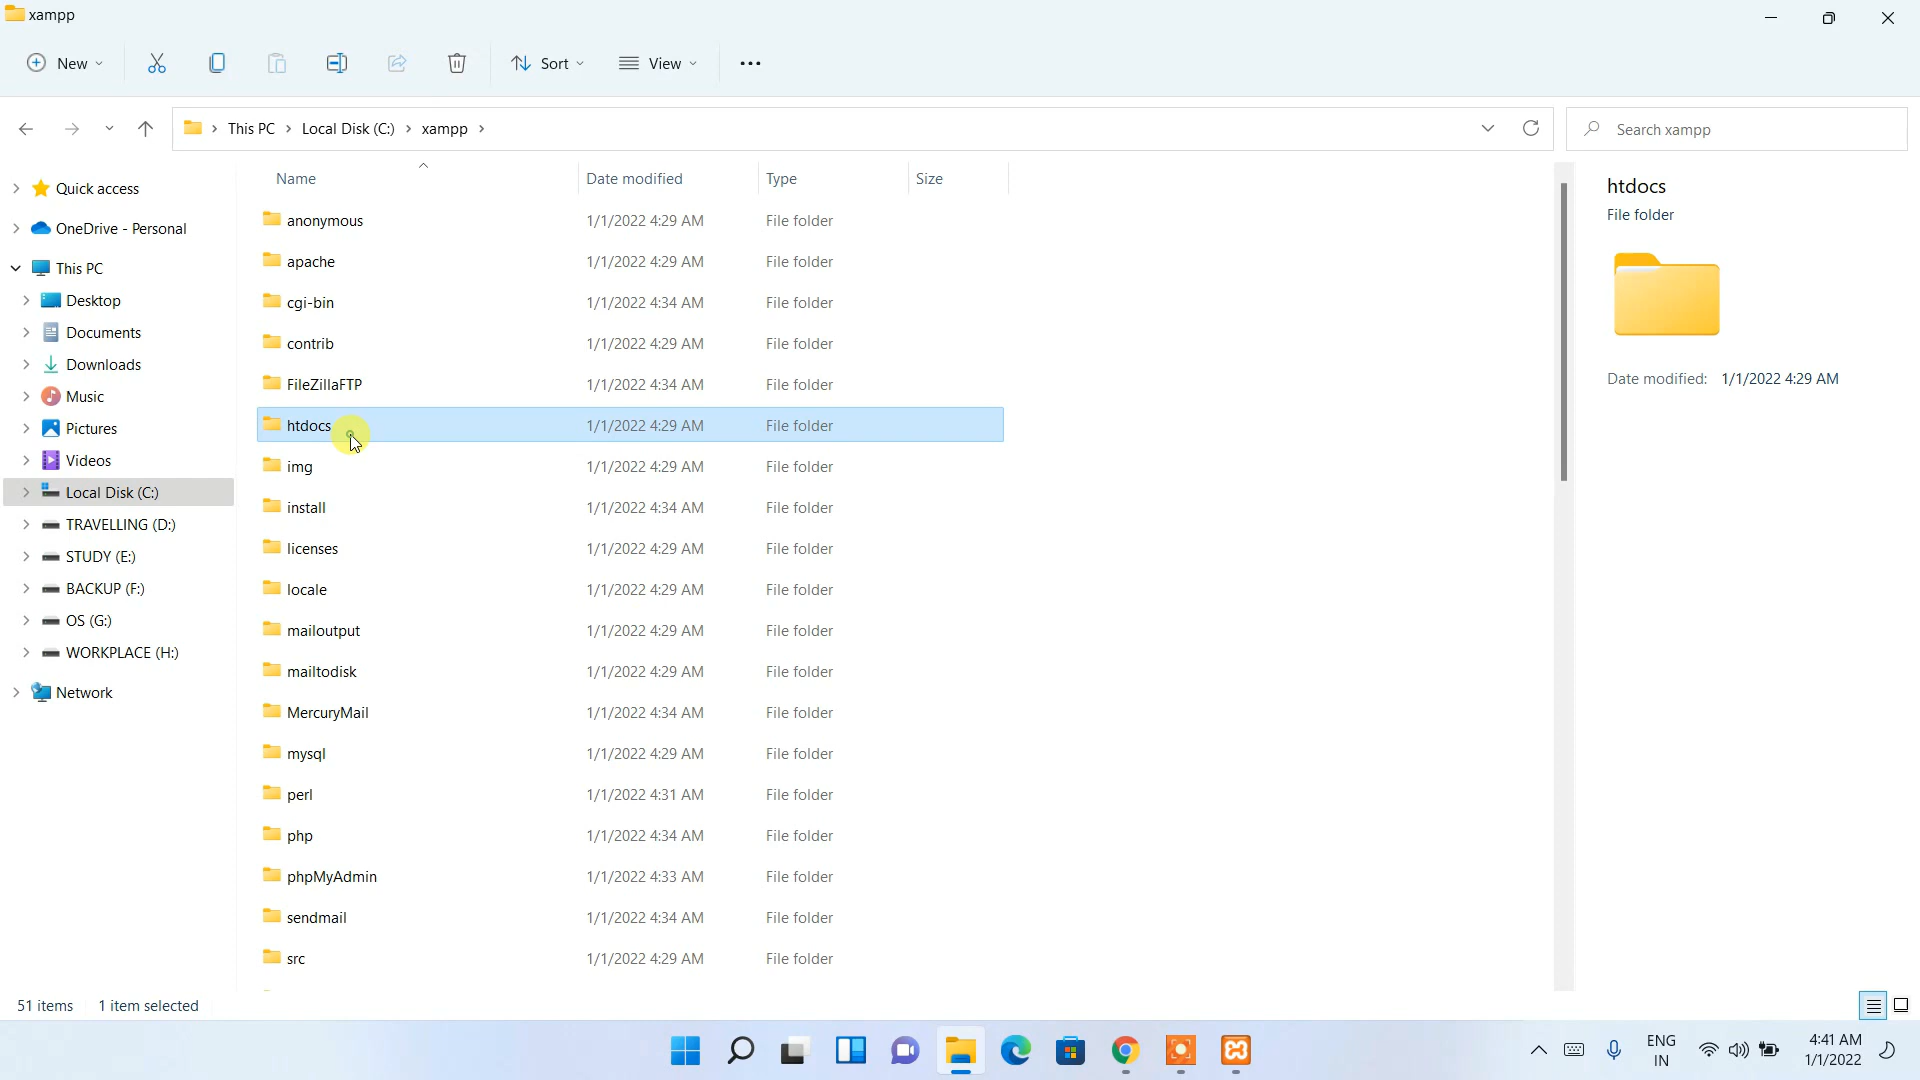 xampp
New
Sort
View
This PC
Local Disk (C:)
xampp
Search xampp
Quick access
OneDrive - Personal
This PC
Desktop
Documents
Downloads
Music
Pictures
Videos
Local Disk (C:)
TRAVELLING (D:)
STUDY (E:)
BACKUP (F:)
OS (G:)
WORKPLACE (H:)
Network
Name Date modified Type Size
anonymous 1/1/2022 4:29 AM File folder
apache 1/1/2022 4:29 AM File folder
cgi-bin 1/1/2022 4:34 AM File folder
contrib 1/1/2022 4:29 AM File folder
FileZillaFTP 1/1/2022 4:34 AM File folder
htdocs 1/1/2022 4:29 AM File folder
img 1/1/2022 4:29 AM File folder
install 1/1/2022 4:34 AM File folder
licenses 1/1/2022 4:29 AM File folder
locale 1/1/2022 4:29 AM File folder
mailoutput 1/1/2022 4:29 AM File folder
mailtodisk 1/1/2022 4:29 AM File folder
MercuryMail 1/1/2022 4:34 AM File folder
mysql 1/1/2022 4:29 AM File folder
perl 1/1/2022 4:31 AM File folder
php 1/1/2022 4:34 AM File folder
phpMyAdmin 1/1/2022 4:33 AM File folder
sendmail 1/1/2022 4:34 AM File folder
src 1/1/2022 4:29 AM File folder
htdocs
File folder
Date modified: 1/1/2022 4:29 AM
51 items 1 item selected
ENG
IN
4:41 AM
1/1/2022